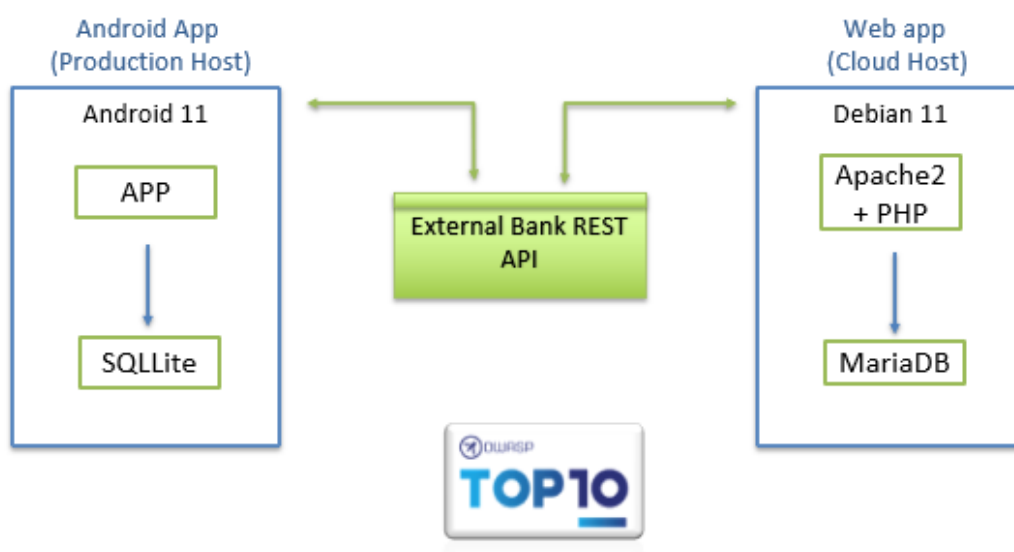 Android App
(Production Host)
Web app
(Cloud Host)
Android 11
APP
SQLLite
External Bank REST
API
Debian 11
Apache2
+ PHP
MariaDB
OWASP
TOP10